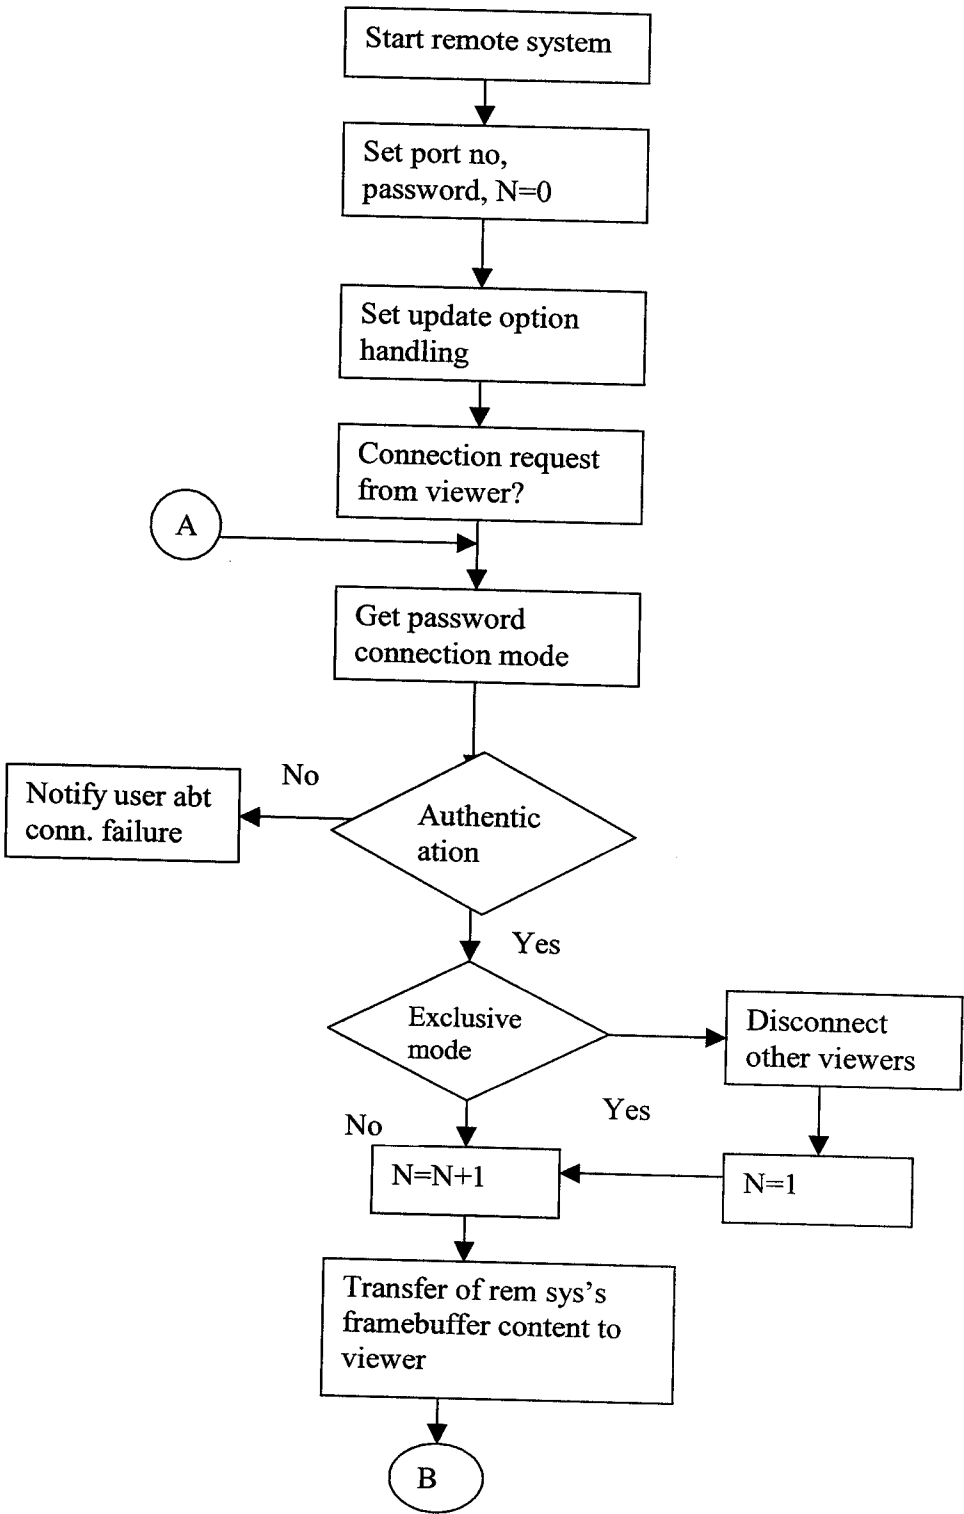 Start remote system
Set port no,
password, N=0
Set update option
handling
Connection request
from viewer?
A
Get password
connection mode
No
Notify user abt
conn. failure
Authentic
ation
Yes
Exclusive
mode
Disconnect
other viewers
Yes
No
N=N+1
N=1
Transfer of rem sys’s
framebuffer content to
viewer
B